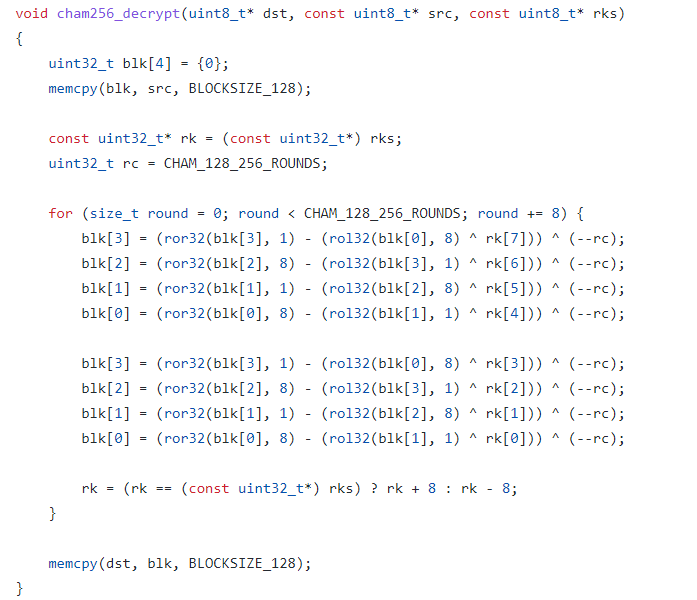 void cham256_decrypt(uint8_t* dst, const uint8_t* src, const uint8_t* rks)
{
    uint32_t blk[4] = {0};
    memcpy(blk, src, BLOCKSIZE_128);

    const uint32_t* rk = (const uint32_t*) rks;
    uint32_t rc = CHAM_128_256_ROUNDS;

    for (size_t round = 0; round < CHAM_128_256_ROUNDS; round += 8) {
        blk[3] = (ror32(blk[3], 1) - (rol32(blk[0], 8) ^ rk[7])) ^ (--rc);
        blk[2] = (ror32(blk[2], 8) - (rol32(blk[3], 1) ^ rk[6])) ^ (--rc);
        blk[1] = (ror32(blk[1], 1) - (rol32(blk[2], 8) ^ rk[5])) ^ (--rc);
        blk[0] = (ror32(blk[0], 8) - (rol32(blk[1], 1) ^ rk[4])) ^ (--rc);

        blk[3] = (ror32(blk[3], 1) - (rol32(blk[0], 8) ^ rk[3])) ^ (--rc);
        blk[2] = (ror32(blk[2], 8) - (rol32(blk[3], 1) ^ rk[2])) ^ (--rc);
        blk[1] = (ror32(blk[1], 1) - (rol32(blk[2], 8) ^ rk[1])) ^ (--rc);
        blk[0] = (ror32(blk[0], 8) - (rol32(blk[1], 1) ^ rk[0])) ^ (--rc);

        rk = (rk == (const uint32_t*) rks) ? rk + 8 : rk - 8;
    }

    memcpy(dst, blk, BLOCKSIZE_128);
}